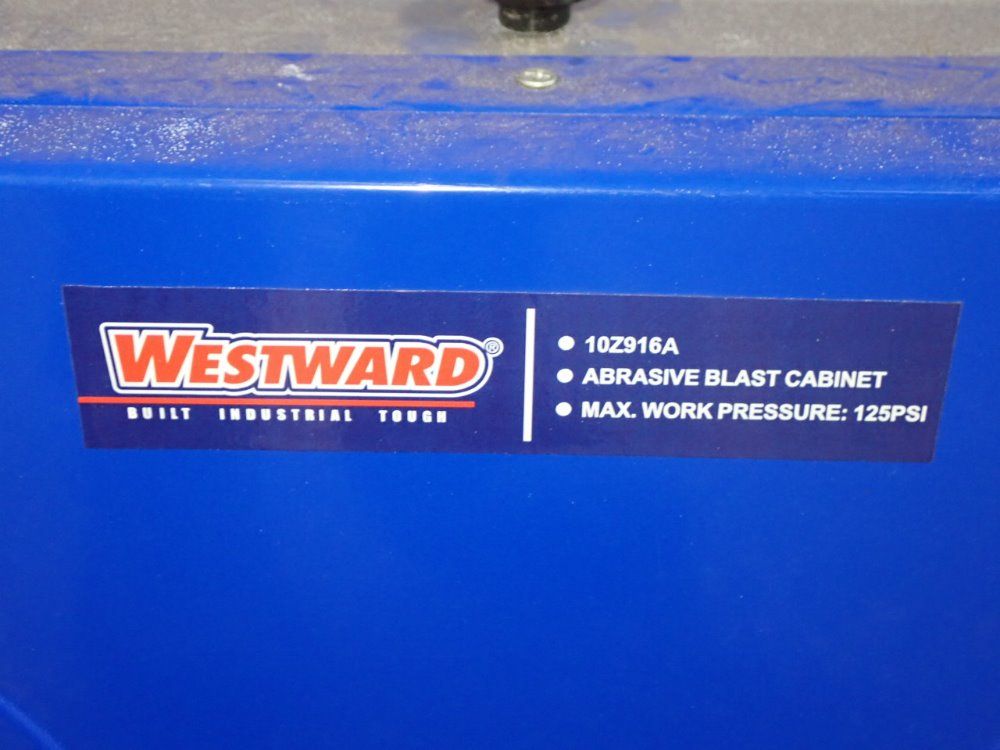 WESTWARD®
BUILT INDUSTRIAL TOUGH
● 10Z916A
● ABRASIVE BLAST CABINET
● MAX. WORK PRESSURE: 125PSI